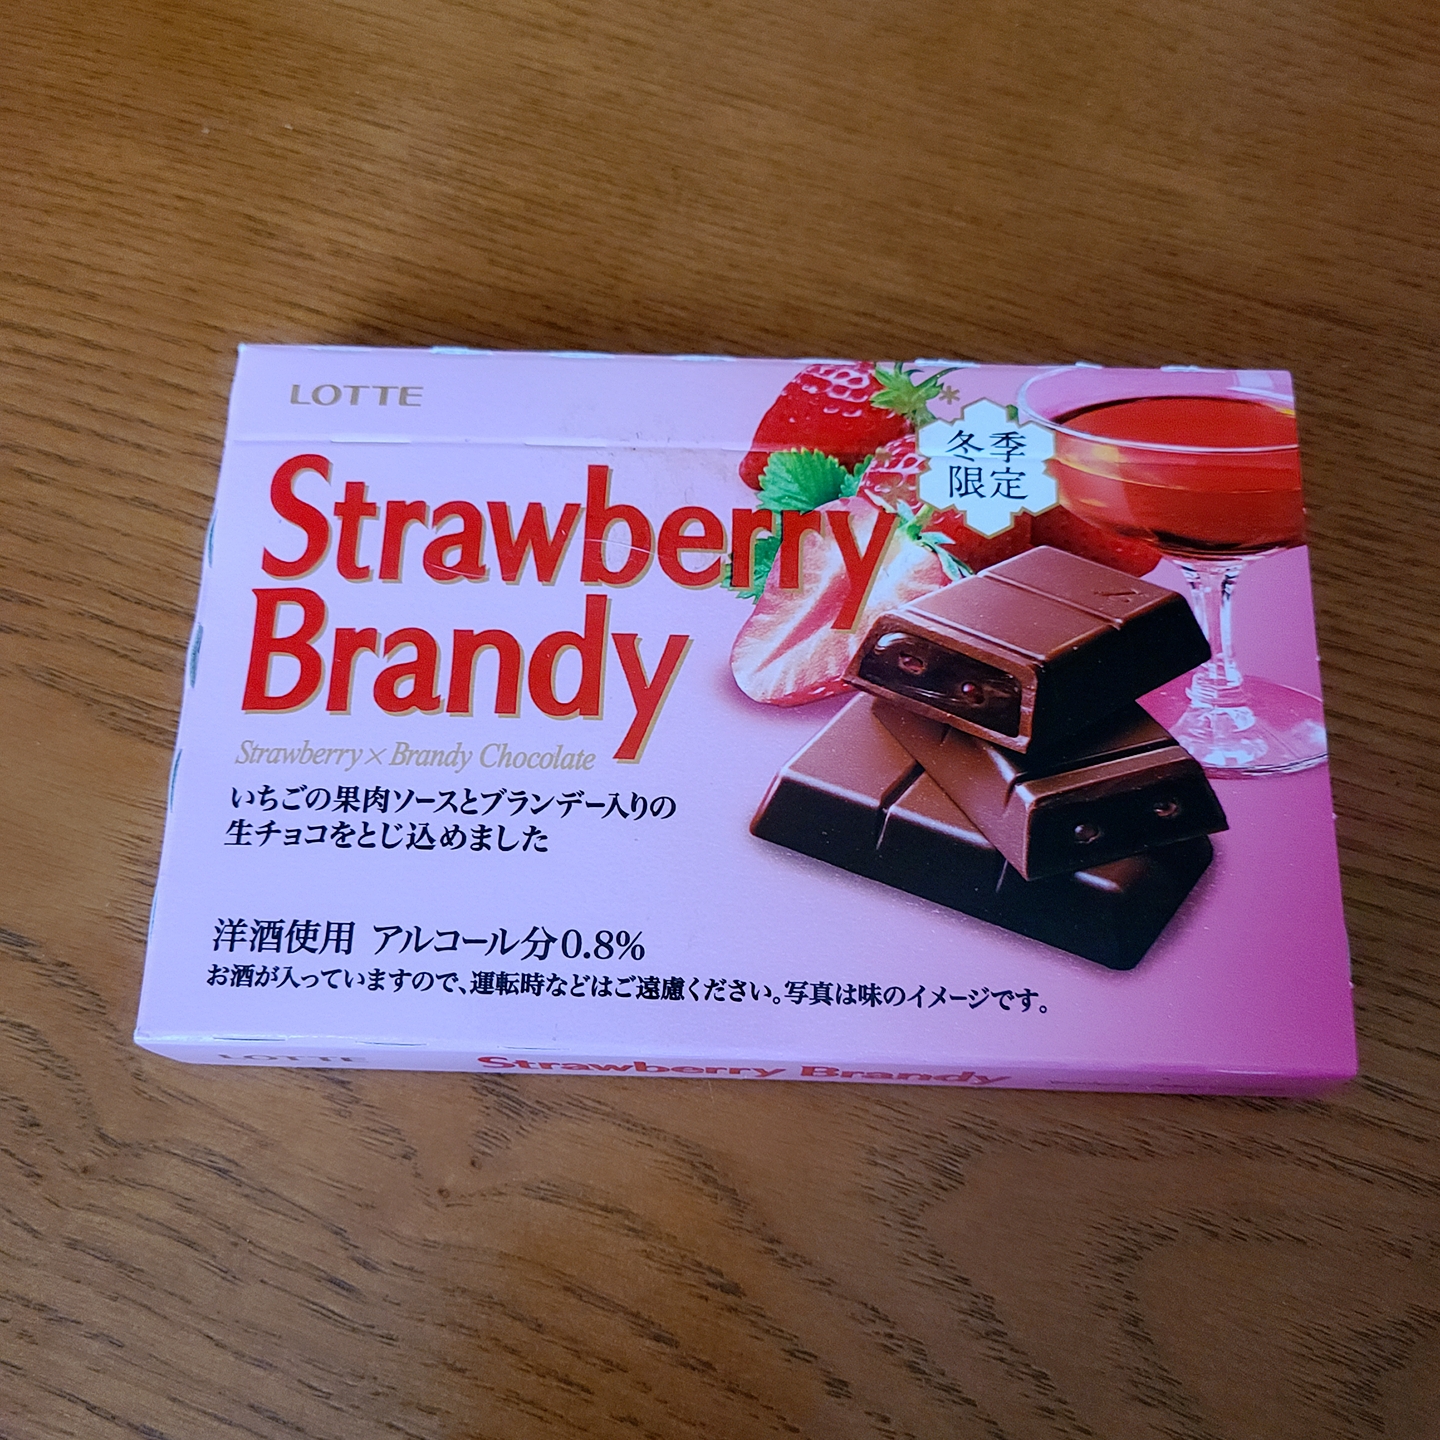 LOTTE
冬季
限定
Strawberry
Brandy
Strawberry×Brandy Chocolate
いちごの果肉ソースとブランデー入りの
生チョコをとじ込めました
洋酒使用 アルコール分0.8%
お酒が入っていますので、運転時などはご遠慮ください。写真は味のイメージです。
LOTTE
Strawberry Brandy